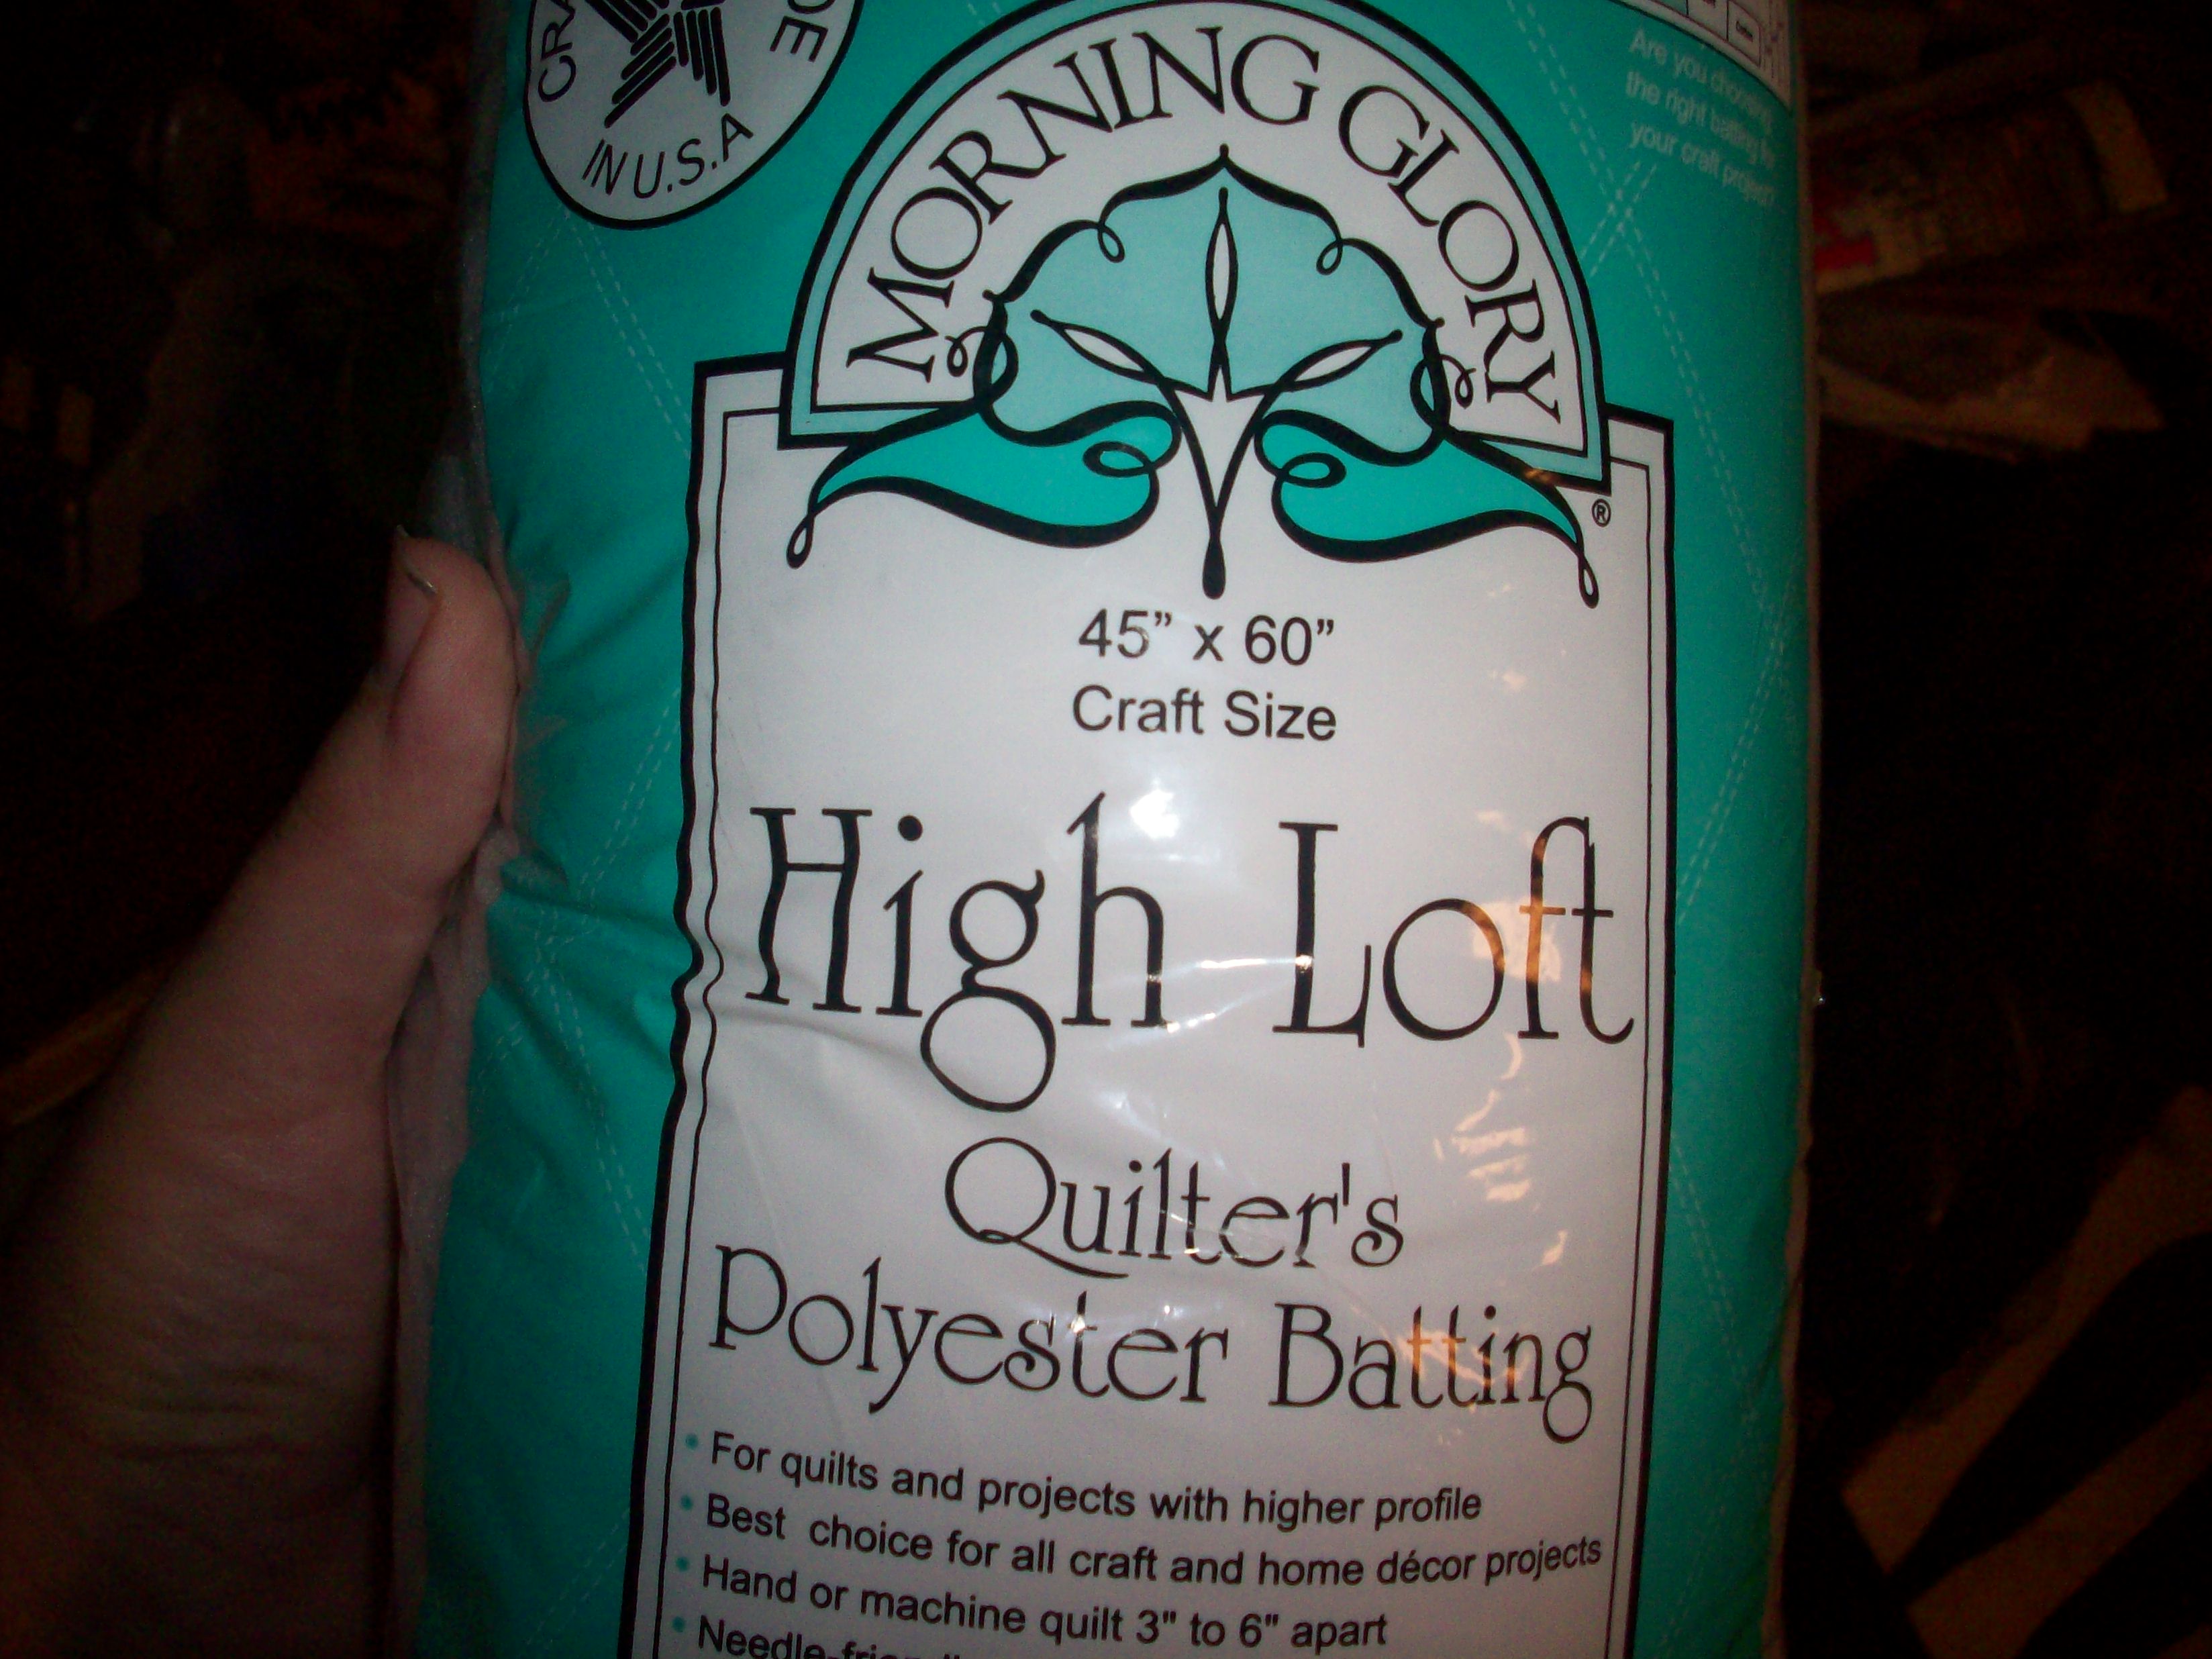 CRA
DE
IN U.S.A
Are you choosing
the right batting for
your craft project?
MORNING GLORY
®
45” x 60”
Craft Size
High Loft
Quilter's
Polyester Batting
• For quilts and projects with higher profile
• Best choice for all craft and home décor projects
• Hand or machine quilt 3" to 6" apart